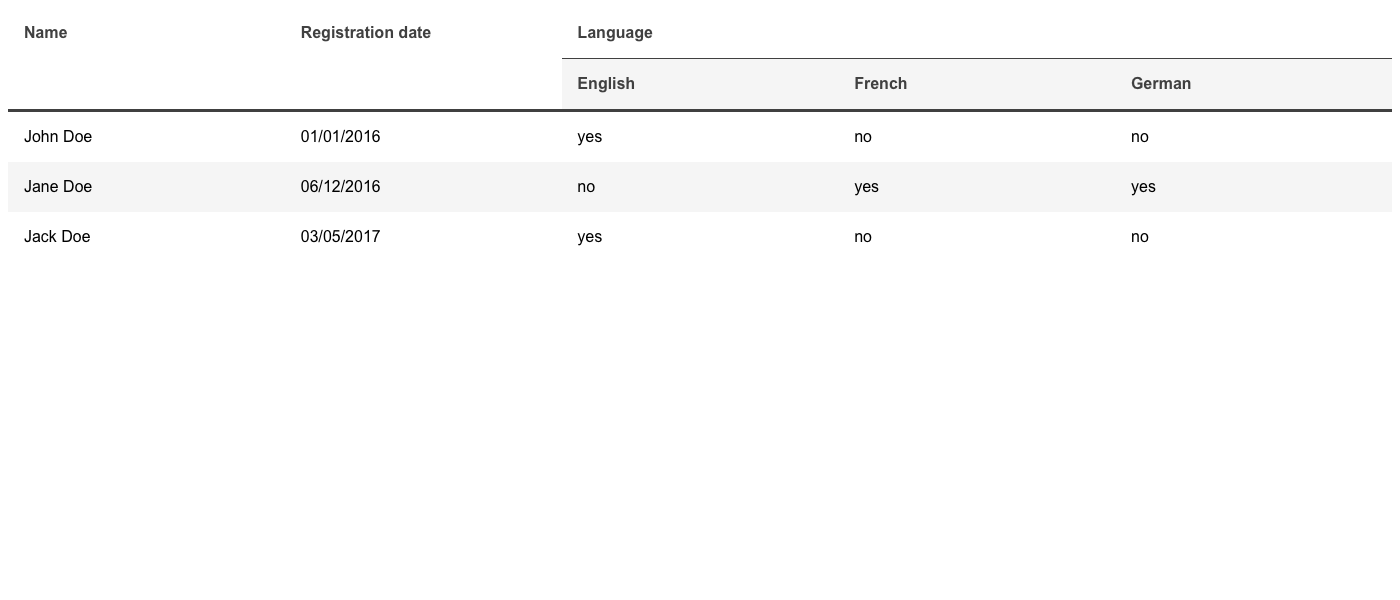 Name Registration date Language
English French German
John Doe 01/01/2016 yes no no
Jane Doe 06/12/2016 no yes yes
Jack Doe 03/05/2017 yes no no